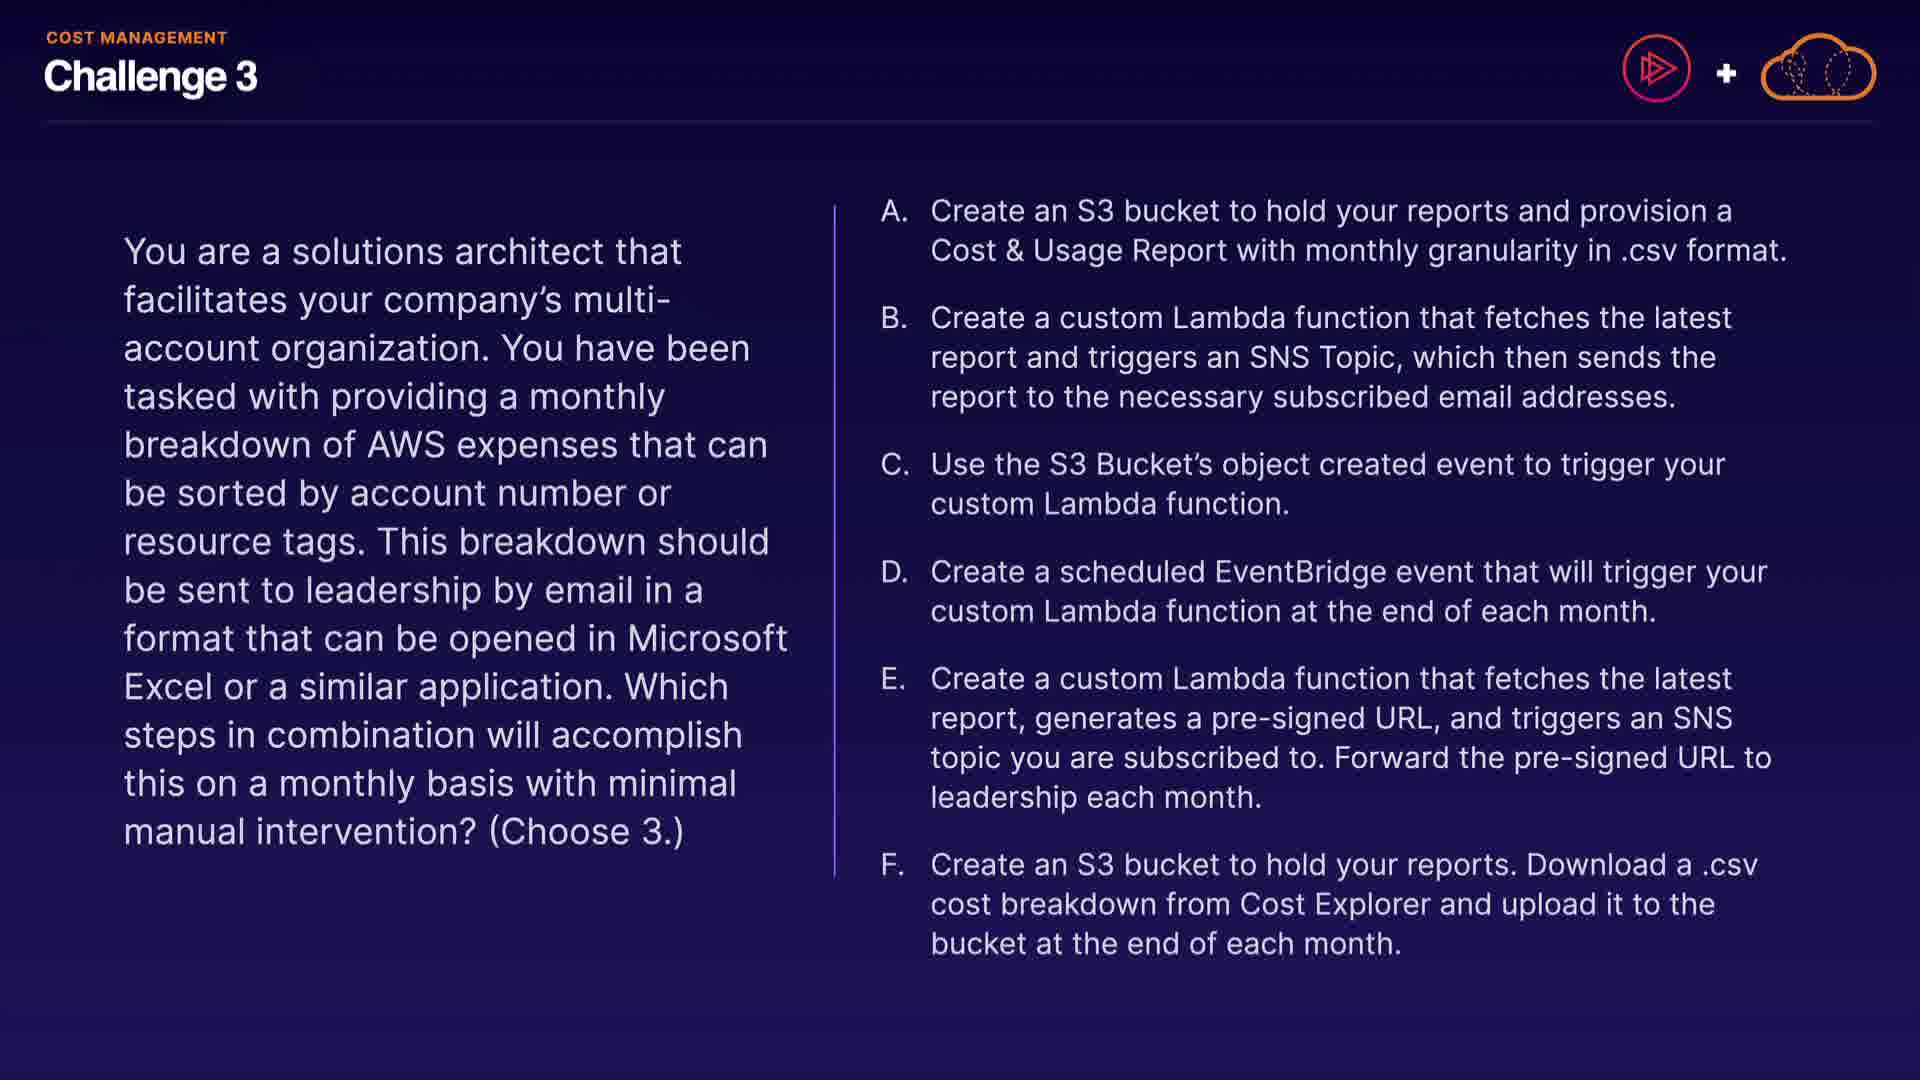 COST MANAGEMENT
Challenge 3
You are a solutions architect that
facilitates your company’s multi-
account organization. You have been
tasked with providing a monthly
breakdown of AWS expenses that can
be sorted by account number or
resource tags. This breakdown should
be sent to leadership by email in a
format that can be opened in Microsoft
Excel or a similar application. Which
steps in combination will accomplish
this on a monthly basis with minimal
manual intervention? (Choose 3.)
A. Create an S3 bucket to hold your reports and provision a
Cost & Usage Report with monthly granularity in .csv format.
B. Create a custom Lambda function that fetches the latest
report and triggers an SNS Topic, which then sends the
report to the necessary subscribed email addresses.
C. Use the S3 Bucket’s object created event to trigger your
custom Lambda function.
D. Create a scheduled EventBridge event that will trigger your
custom Lambda function at the end of each month.
E. Create a custom Lambda function that fetches the latest
report, generates a pre-signed URL, and triggers an SNS
topic you are subscribed to. Forward the pre-signed URL to
leadership each month.
F. Create an S3 bucket to hold your reports. Download a .csv
cost breakdown from Cost Explorer and upload it to the
bucket at the end of each month.